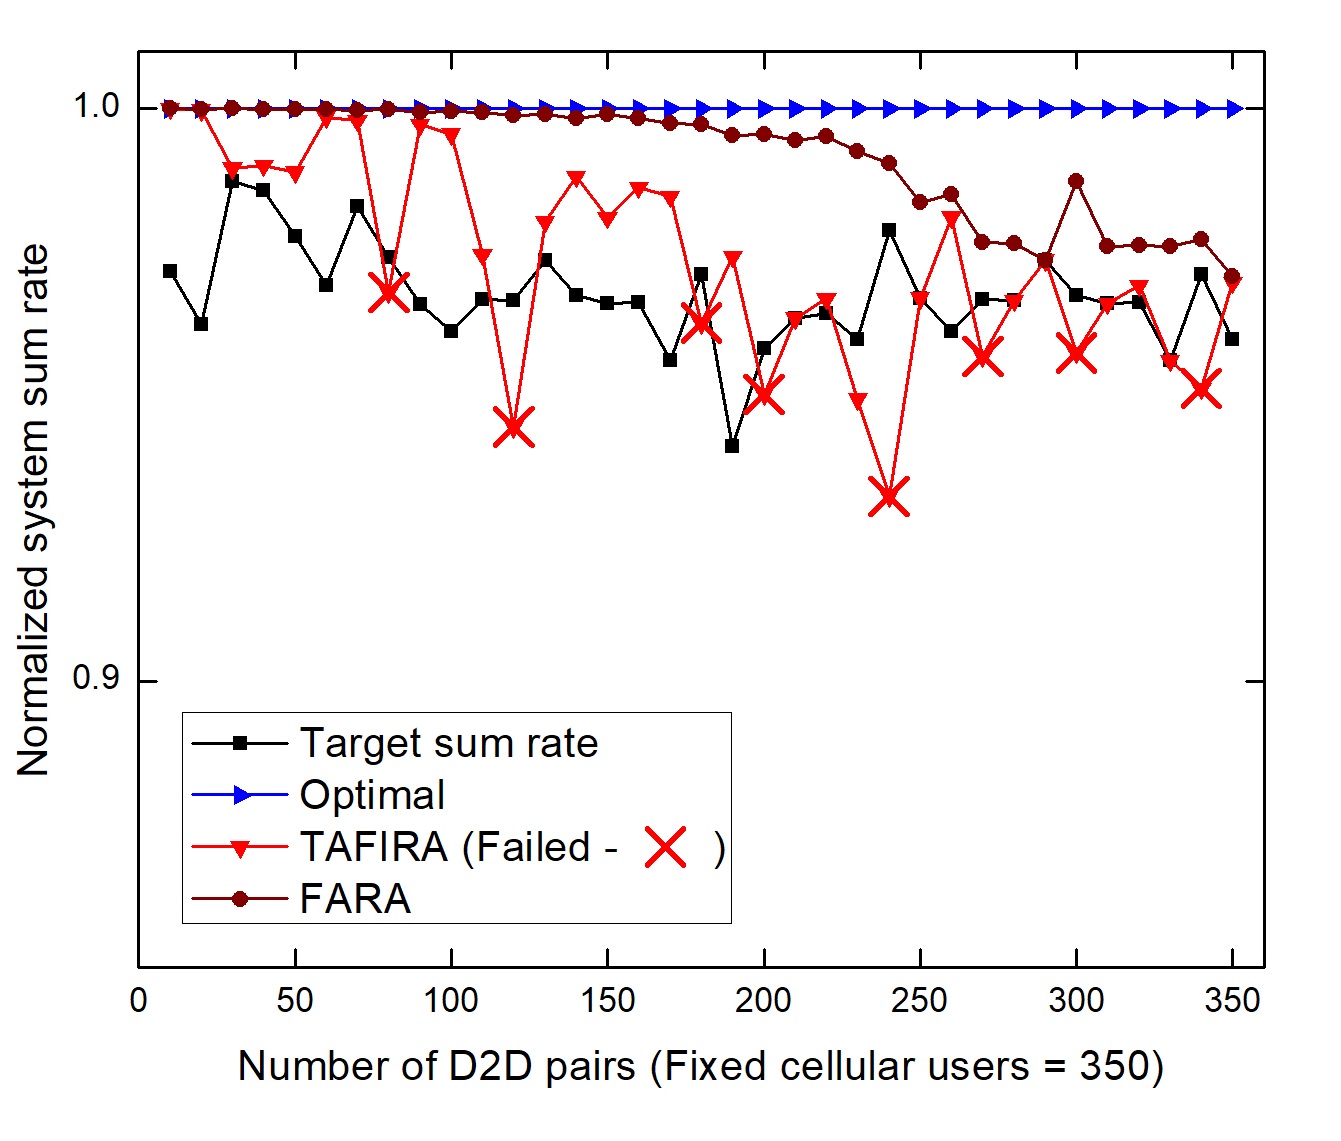 Normalized system sum rate
1.0
0.9
Target sum rate
Optimal
TAFIRA (Failed - )
FARA
0 50 100 150 200 250 300 350
Number of D2D pairs (Fixed cellular users = 350)